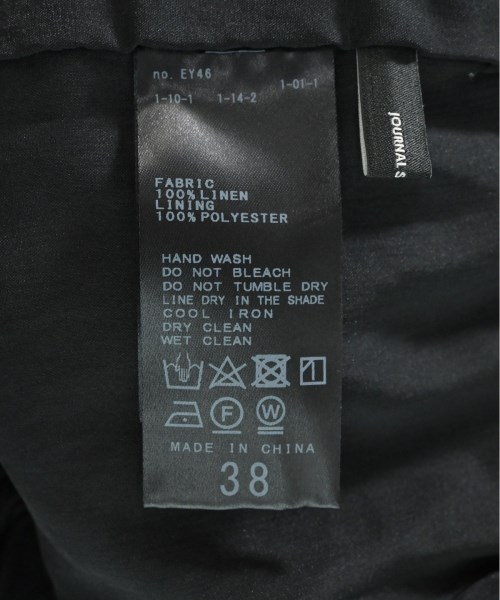 no. EY46
1-01-1
1-10-1 1-14-2
FABRIC
100%LINEN
LINING
100%POLYESTER
HAND WASH
DO NOT BLEACH
DO NOT TUMBLE DRY
LINE DRY IN THE SHADE
COOL IRON
DRY CLEAN
WET CLEAN
F W
MADE IN CHINA
38
JOURNAL S